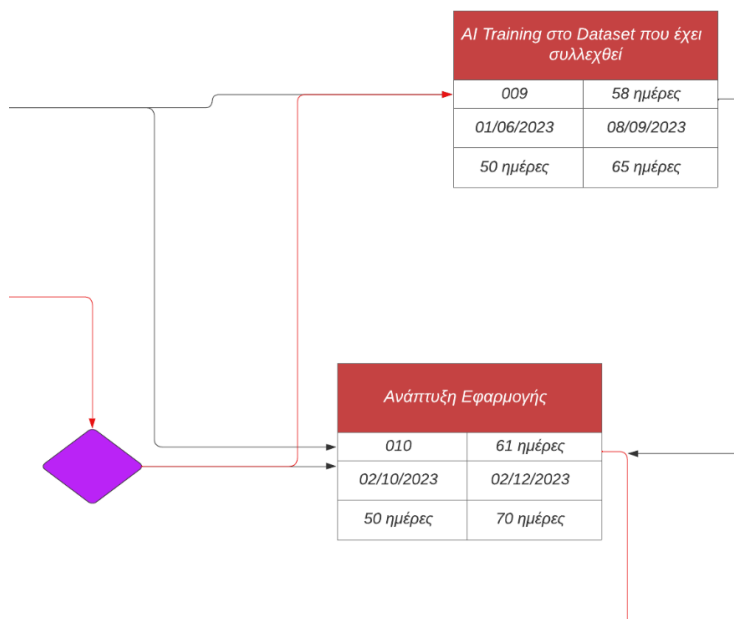 AI Training στο Dataset που έχει
συλλεχθεί
009 58 ημέρες
01/06/2023 08/09/2023
50 ημέρες 65 ημέρες
Ανάπτυξη Εφαρμογής
010 61 ημέρες
02/10/2023 02/12/2023
50 ημέρες 70 ημέρες